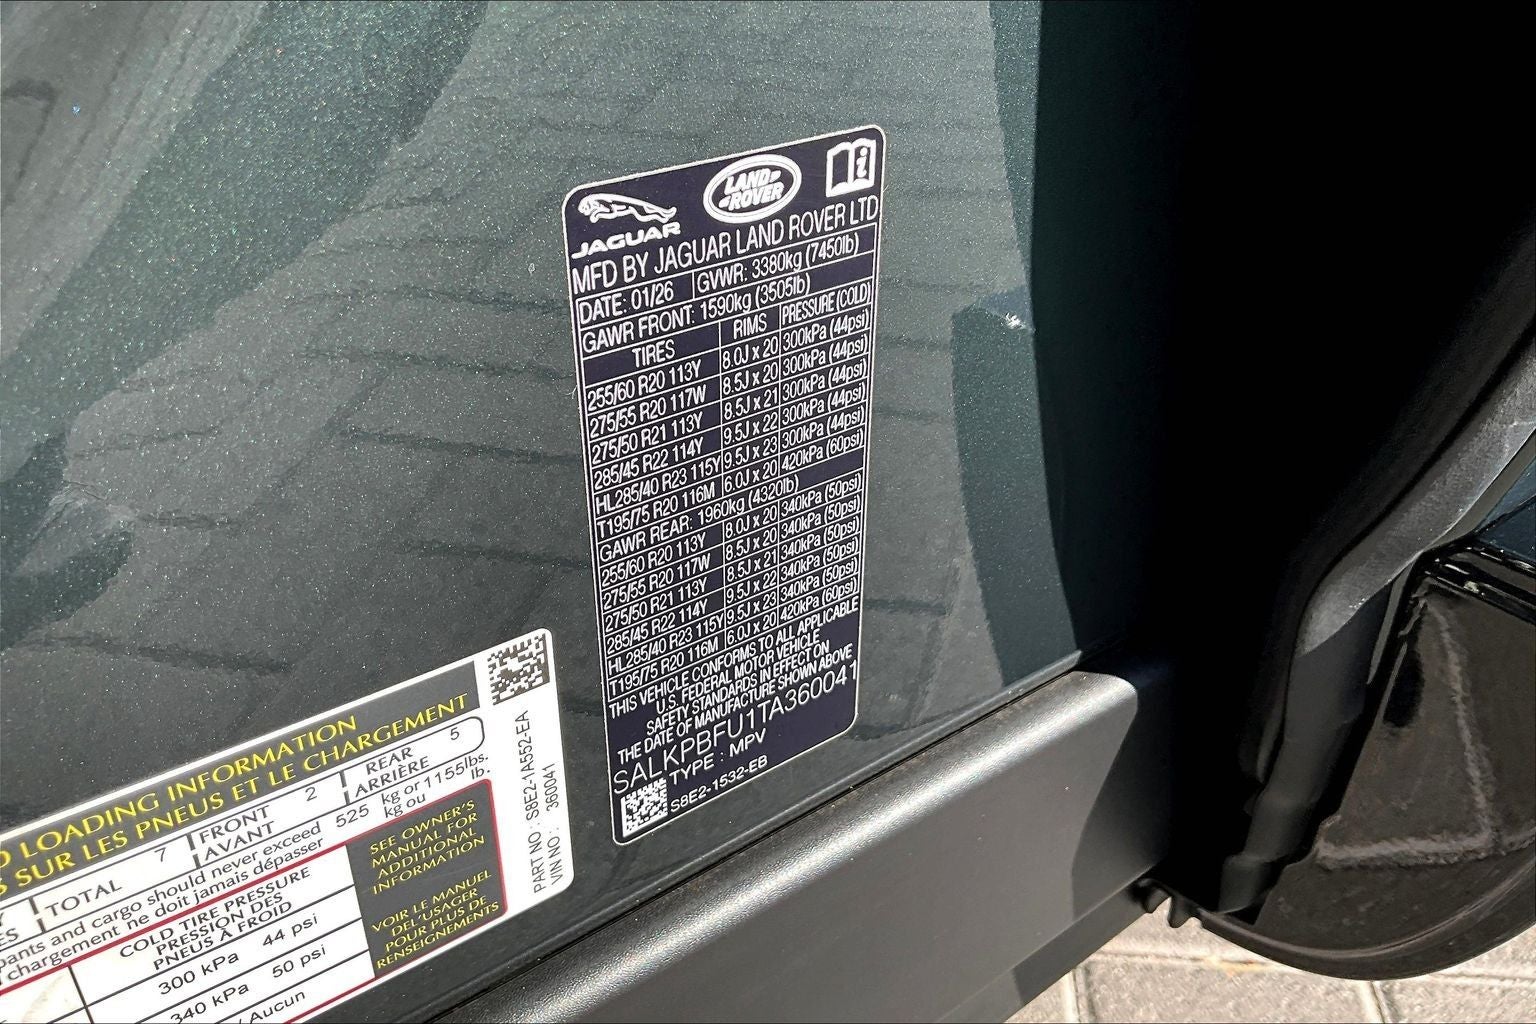 JAGUAR
LAND ROVER
MFD BY JAGUAR LAND ROVER LTD
DATE: 01/26 GVWR: 3380kg (7450lb)
GAWR FRONT: 1590kg (3505lb)
TIRES RIMS PRESSURE (COLD)
255/60 R20 113Y 8.0J x 20 300kPa (44psi)
275/55 R20 117W 8.5J x 20 300kPa (44psi)
275/50 R21 113Y 8.5J x 21 300kPa (44psi)
285/45 R22 114Y 9.5J x 22 300kPa (44psi)
HL285/40 R23 115Y 9.5J x 23 300kPa (44psi)
T195/75 R20 116M 6.0J x 20 420kPa (60psi)
GAWR REAR: 1960kg (4320lb)
255/60 R20 113Y 8.0J x 20 340kPa (50psi)
275/55 R20 117W 8.5J x 20 340kPa (50psi)
275/50 R21 113Y 8.5J x 21 340kPa (50psi)
285/45 R22 114Y 9.5J x 22 340kPa (50psi)
HL285/40 R23 115Y 9.5J x 23 340kPa (50psi)
T195/75 R20 116M 6.0J x 20 420kPa (60psi)
THIS VEHICLE CONFORMS TO ALL APPLICABLE
U.S. FEDERAL MOTOR VEHICLE
SAFETY STANDARDS IN EFFECT ON
THE DATE OF MANUFACTURE SHOWN ABOVE
SALKPBFU1TA360041
TYPE : MPV
S8E2-1532-EB
LOADING INFORMATION
SUR LES PNEUS ET LE CHARGEMENT
TOTAL 7 FRONT AVANT 2 REAR ARRIÈRE 5
and cargo should never exceed 525 kg or 1155lbs.
chargement ne doit jamais dépasser kg ou lb.
COLD TIRE PRESSURE
PRESSION DES
PNEUS À FROID
300 kPa 44 psi
340 kPa 50 psi
Aucun
SEE OWNER'S
MANUAL FOR
ADDITIONAL
INFORMATION
VOIR LE MANUEL
DEL'USAGER
POUR PLUS DE
RENSEIGNEMENTS
PART NO : S8E2-1A552-EA
VIN NO : 360041